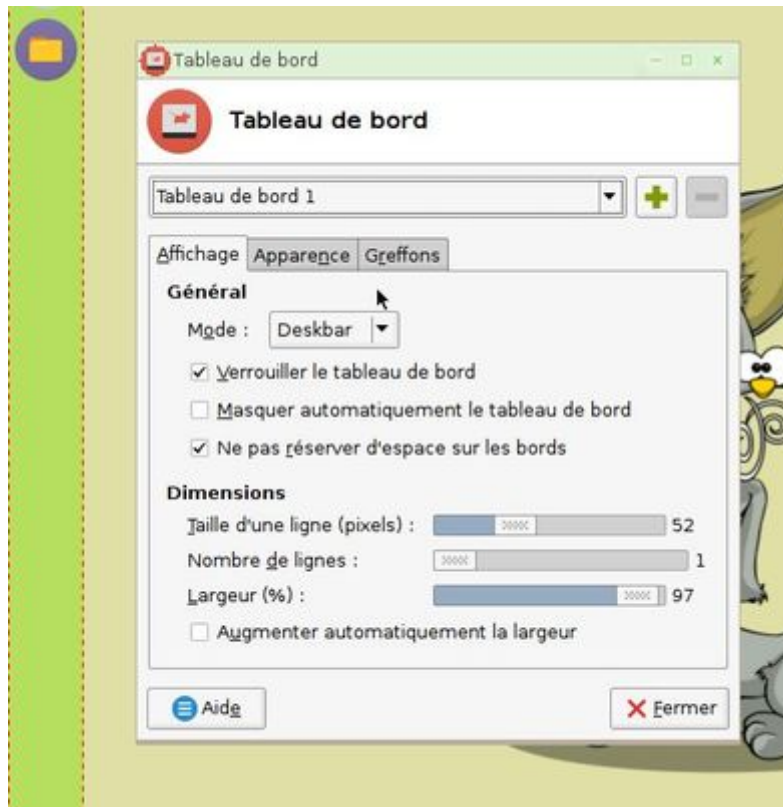 Tableau de bord
Tableau de bord
Tableau de bord 1
Affichage Apparence Greffons
Général
Mode : Deskbar
Verrouiller le tableau de bord
Masquer automatiquement le tableau de bord
Ne pas réserver d'espace sur les bords
Dimensions
Taille d'une ligne (pixels) : 52
Nombre de lignes : 1
Largeur (%) : 97
Augmenter automatiquement la largeur
Aide Fermer